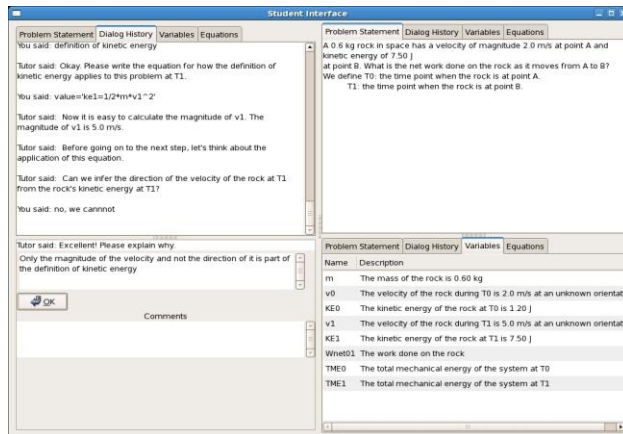 Student Interface
Problem Statement Dialog History Variables Equations
You said: definition of kinetic energy
Tutor said: Okay. Please write the equation for how the definition of
kinetic energy applies to this problem at T1.
You said: value='ke1=1/2*m*v1^2'
Tutor said: Now it is easy to calculate the magnitude of v1. The
magnitude of v1 is 5.0 m/s.
Tutor said: Before going on to the next step, let's think about the
application of this equation.
Tutor said: Can we infer the direction of the velocity of the rock at T1
from the rock's kinetic energy at T1?
You said: no, we cannnot
Tutor said: Excellent! Please explain why.
Only the magnitude of the velocity and not the direction of it is part of
the definition of kinetic energy
OK
Comments
Problem Statement Dialog History Variables Equations
A 0.6 kg rock in space has a velocity of magnitude 2.0 m/s at point A and
kinetic energy of 7.50 J
at point B. What is the net work done on the rock as it moves from A to B?
We define T0: the time point when the rock is at point A.
T1: the time point when the rock is at point B.
Problem Statement Dialog History Variables Equations
Name Description
m The mass of the rock is 0.60 kg
v0 The velocity of the rock during T0 is 2.0 m/s at an unknown orientat
KE0 The kinetic energy of the rock at T0 is 1.20 J
v1 The velocity of the rock during T1 is 5.0 m/s at an unknown orientat
KE1 The kinetic energy of the rock at T1 is 7.50 J
Wnet01 The work done on the rock
TME0 The total mechanical energy of the system at T0
TME1 The total mechanical energy of the system at T1